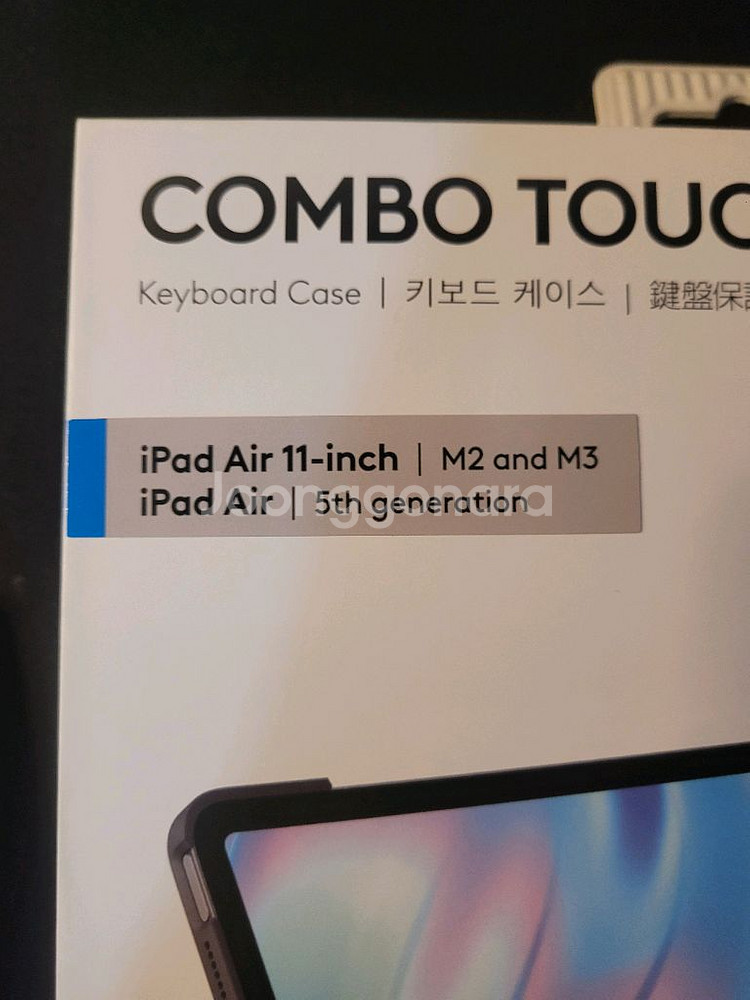 COMBO TOUC
Keyboard Case | 키보드 케이스 | 鍵盤保
iPad Air 11-inch | M2 and M3
iPad Air | 5th generation
Joonggonara